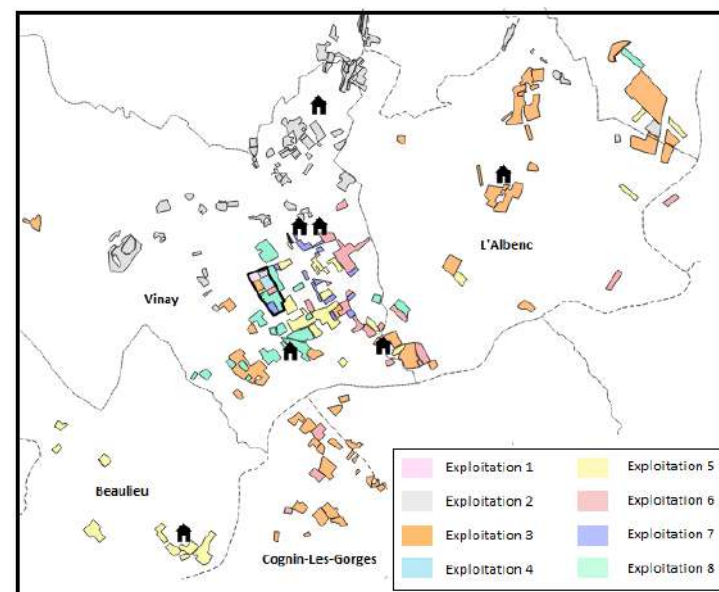 L'Albenc
Vinay
Beaulieu
Cognin-Les-Gorges
Exploitation 1
Exploitation 2
Exploitation 3
Exploitation 4
Exploitation 5
Exploitation 6
Exploitation 7
Exploitation 8